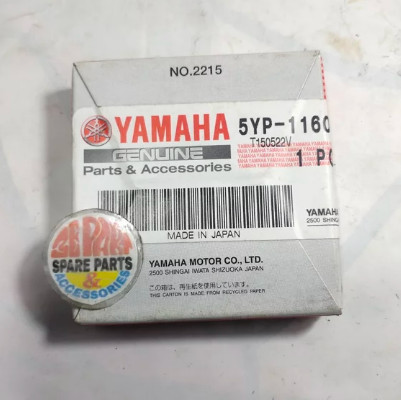 NO.2215
YAMAHA
GENUINE
Parts & Accessories
5YP-1160
T150522V
1 PC
MADE IN JAPAN
YAMAHA
2500 SHINGAI
YAMAHA MOTOR CO., LTD.
2500 SHINGAI IWATA SHIZUOKA JAPAN
この箱は、再生紙を使用しています。
THIS CARTON IS MADE FROM RECYCLED PAPER
SPARE PARTS
&
ACCESSORIES